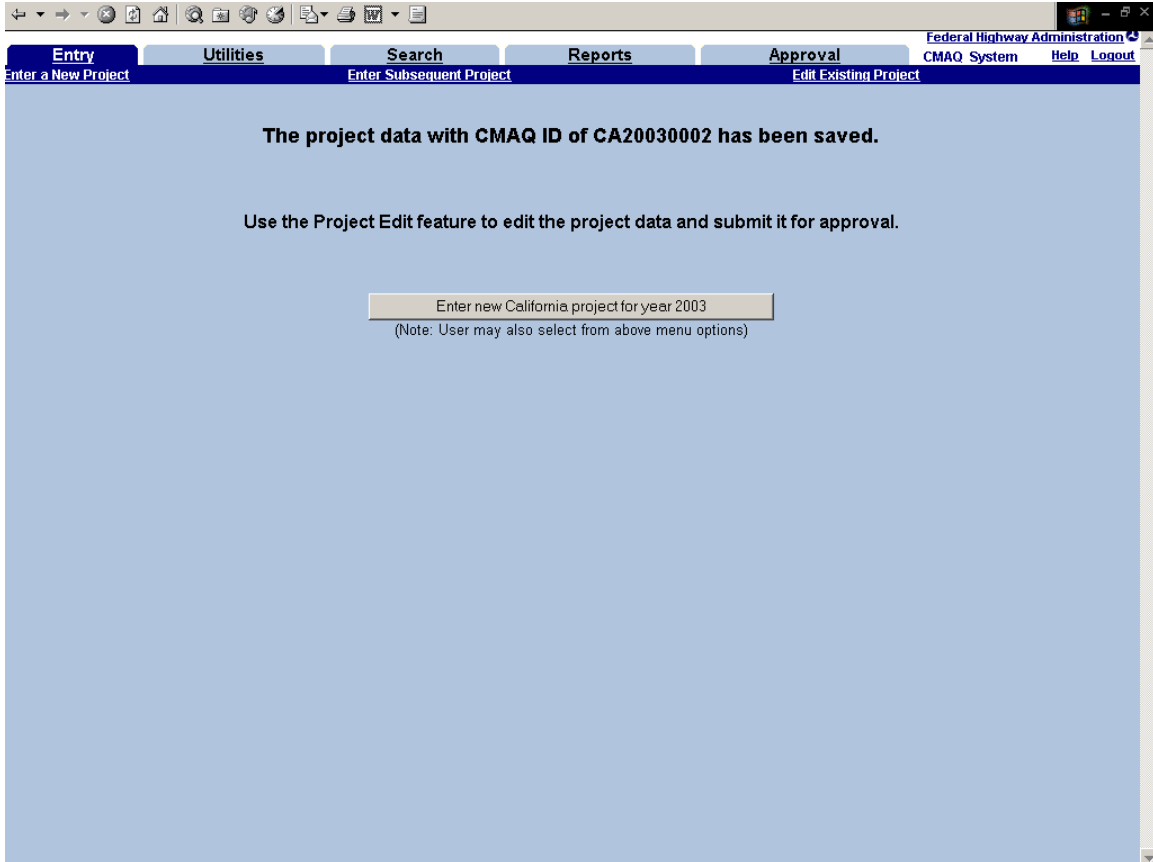 Federal Highway Administration
Entry Utilities Search Reports Approval CMAQ System Help Logout
Enter a New Project Enter Subsequent Project Edit Existing Project
The project data with CMAQ ID of CA20030002 has been saved.
Use the Project Edit feature to edit the project data and submit it for approval.
Enter new California project for year 2003
(Note: User may also select from above menu options)